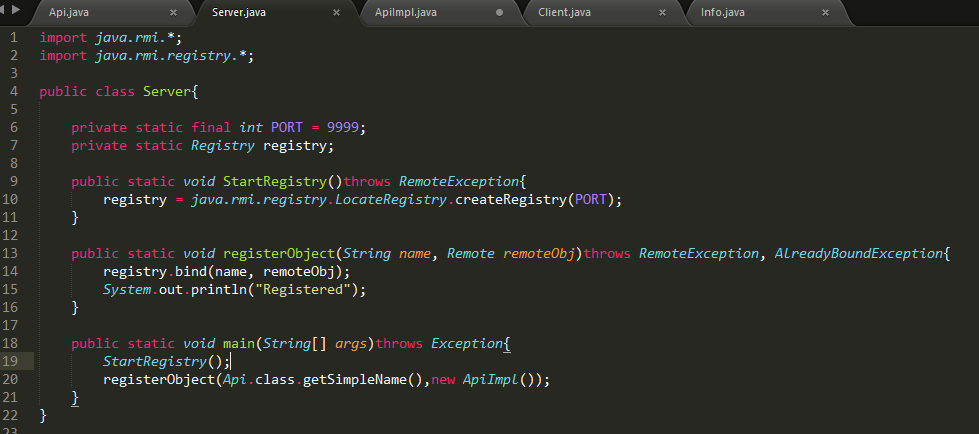 Api.java × Server.java × ApiImpl.java Client.java × Info.java ×
1 import java.rmi.*;
2 import java.rmi.registry.*;
3
4 public class Server{
5
6     private static final int PORT = 9999;
7     private static Registry registry;
8
9     public static void StartRegistry()throws RemoteException{
10         registry = java.rmi.registry.LocateRegistry.createRegistry(PORT);
11     }
12
13     public static void registerObject(String name, Remote remoteObj)throws RemoteException, AlreadyBoundException{
14         registry.bind(name, remoteObj);
15         System.out.println("Registered");
16     }
17
18     public static void main(String[] args)throws Exception{
19         StartRegistry();
20         registerObject(Api.class.getSimpleName(),new ApiImpl());
21     }
22 }
23